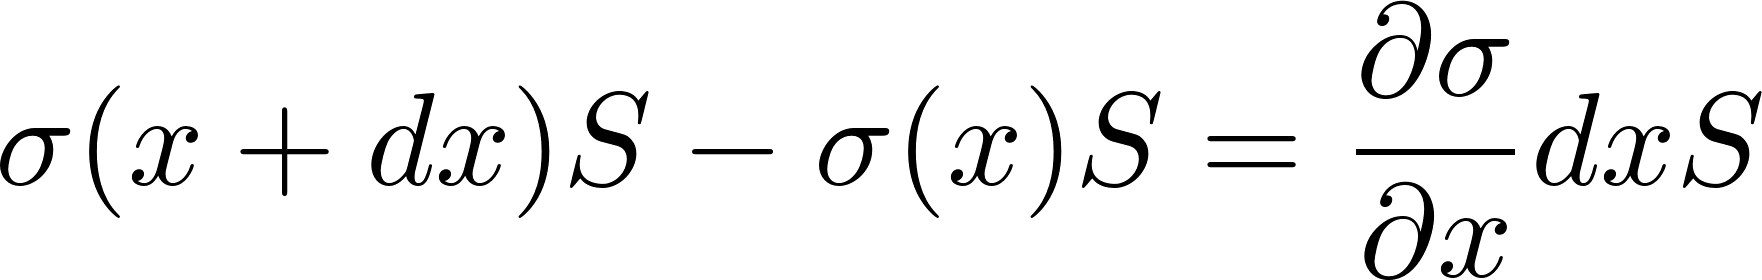 σ(x + dx)S − σ(x)S = ∂σ/∂x dxS